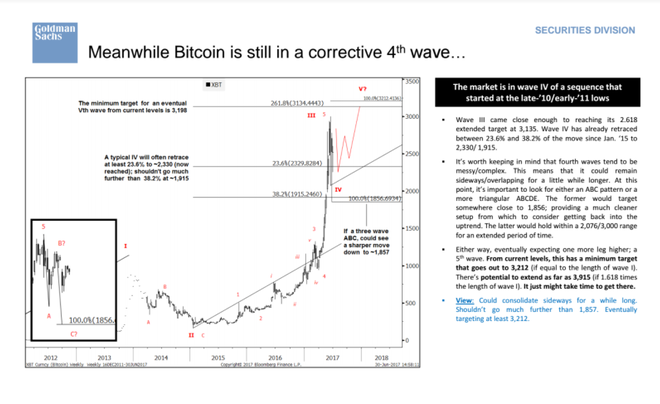 Goldman
Sachs
SECURITIES DIVISION
Meanwhile Bitcoin is still in a corrective 4th wave…
XBT
The minimum target for an eventual
Vth wave from current levels is 3,198
261.8%(3134.4443)
V?
100.0%(3212.4136)
III
5
A typical IV will often retrace
at least 23.6% to ~2,330 (now
reached); shouldn't go much
further than 38.2% at ~1,915
23.6%(2329.8284)
38.2%(1915.2460)
IV
100.0%(1856.6934)
If a three wave
ABC, could see
a sharper move
down to ~1,857
5
B?
A
100.0%(1856.
C?
I
A
B
II
C
1
2
3
4
3500
3000
2500
2000
1500
1000
500
0
2012
2013
2014
2015
2016
2017
2018
Copyright© 2017 Bloomberg Finance L.P.
The market is in wave IV of a sequence that
started at the late-'10/early-'11 lows
• Wave III came close enough to reaching its 2.618
extended target at 3,135. Wave IV has already retraced
between 23.6% and 38.2% of the move since Jan. '15 to
2,330/ 1,915.
• It's worth keeping in mind that fourth waves tend to be
messy/complex. This means that it could remain
sideways/overlapping for a little while longer. At this
point, it's important to look for either an ABC pattern or a
more triangular ABCDE. The former would target
somewhere close to 1,856; providing a much cleaner
setup from which to consider getting back into the
uptrend. The latter would hold within a 2,076/3,000 range
for an extended period of time.
• Either way, eventually expecting one more leg higher; a
5th wave. From current levels, this has a minimum target
that goes out to 3,212 (if equal to the length of wave I).
There's potential to extend as far as 3,915 (if 1.618 times
the length of wave I). It just might take time to get there.
• View: Could consolidate sideways for a while long.
Shouldn't go much further than 1,857. Eventually
targeting at least 3,212.